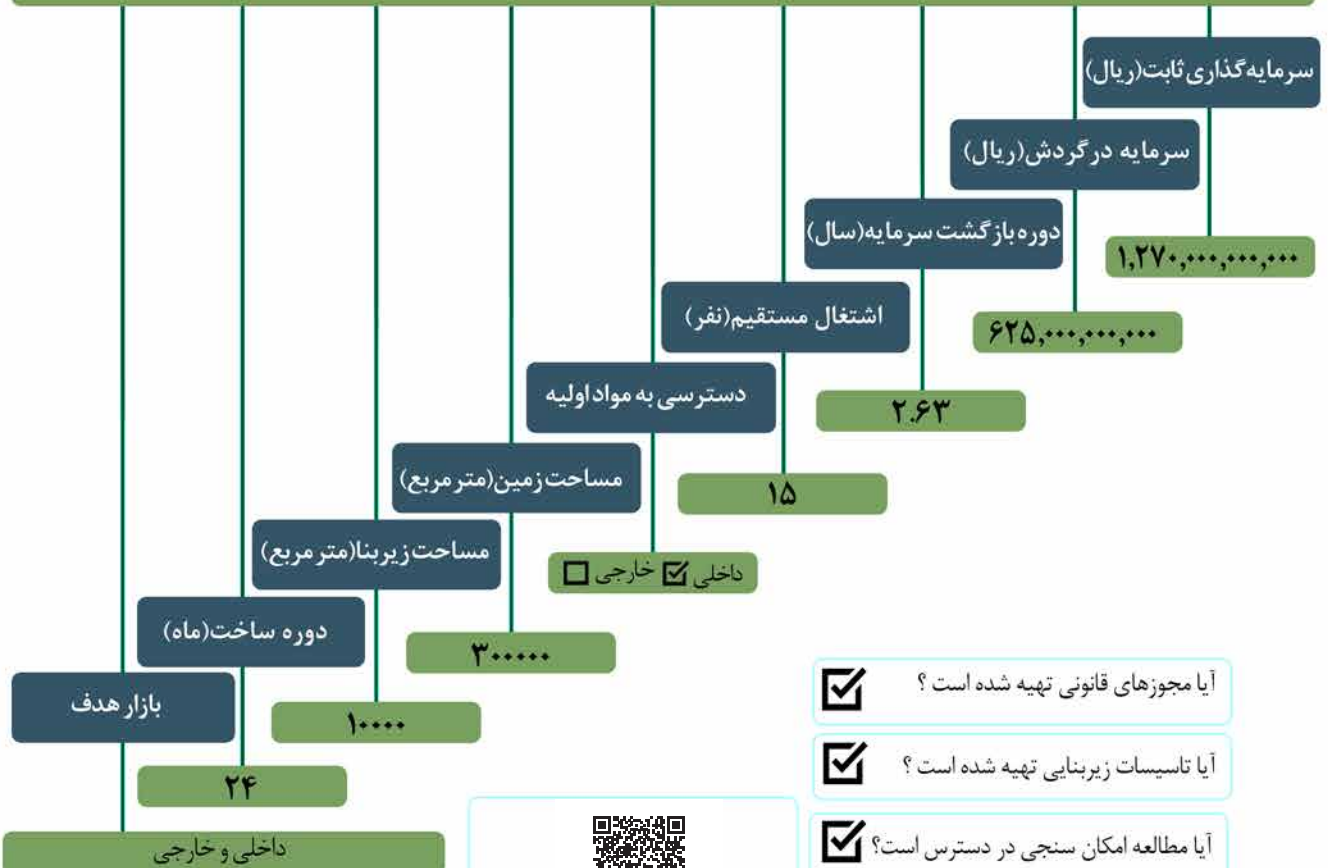 سرمایه‌گذاری ثابت(ریال)
۱,۲۷۰,۰۰۰,۰۰۰,۰۰۰
سرمایه در گردش(ریال)
۶۲۵,۰۰۰,۰۰۰,۰۰۰
دوره بازگشت سرمایه(سال)
۲.۶۳
اشتغال مستقیم(نفر)
۱۵
دسترسی به مواد اولیه
داخلی ☑ خارجی ☐
مساحت زمین(متر مربع)
۳۰۰۰۰۰
مساحت زیربنا(متر مربع)
۱۰۰۰۰
دوره ساخت(ماه)
۲۴
بازار هدف
داخلی و خارجی
آیا مجوزهای قانونی تهیه شده است ؟ ☑
آیا تاسیسات زیربنایی تهیه شده است ؟ ☑
آیا مطالعه امکان سنجی در دسترس است؟ ☑